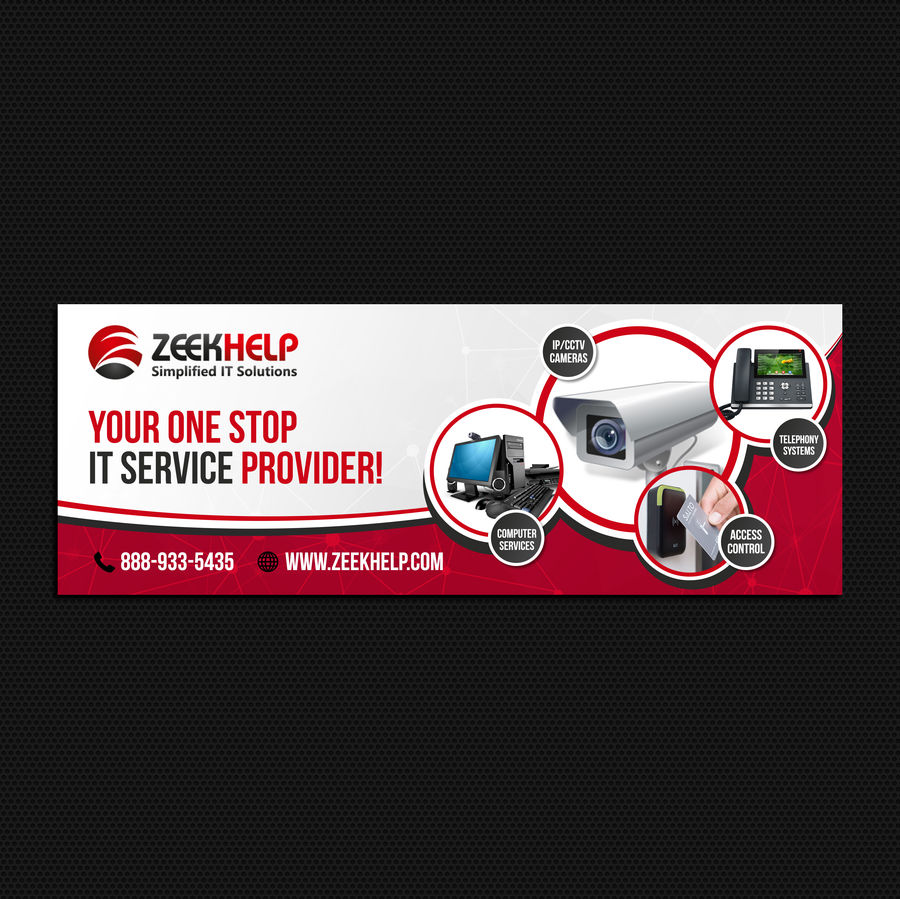 ZEEKHELP
Simplified IT Solutions
YOUR ONE STOP
IT SERVICE PROVIDER!
888-933-5435
WWW.ZEEKHELP.COM
IP/CCTV
CAMERAS
TELEPHONY
SYSTEMS
COMPUTER
SERVICES
ACCESS
CONTROL
SALTO